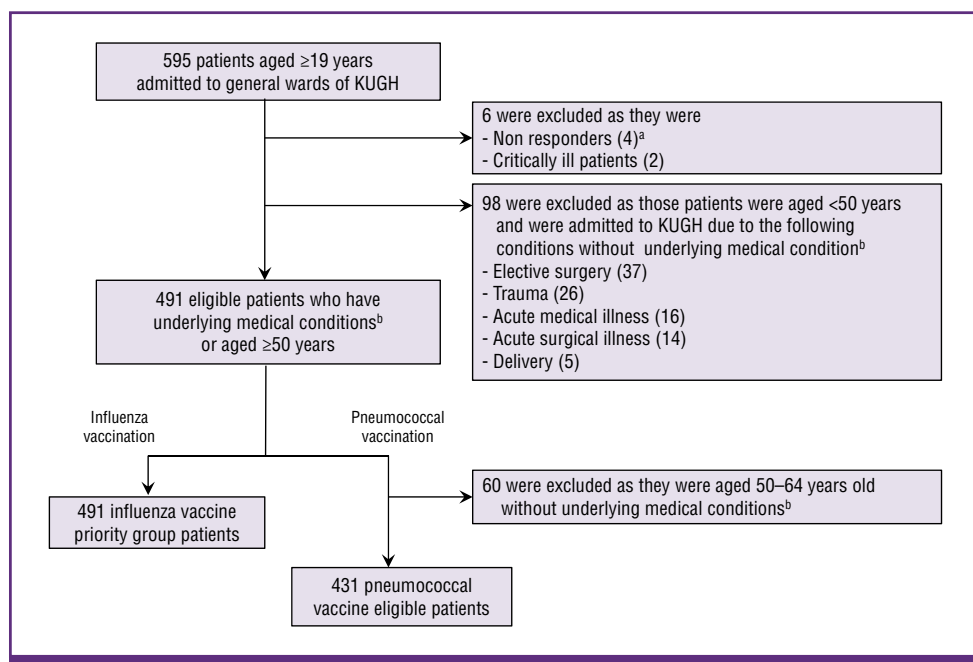 595 patients aged ≥19 years
admitted to general wards of KUGH
6 were excluded as they were
- Non responders (4)a
- Critically ill patients (2)
98 were excluded as those patients were aged <50 years
and were admitted to KUGH due to the following
conditions without underlying medical conditionb
- Elective surgery (37)
- Trauma (26)
- Acute medical illness (16)
- Acute surgical illness (14)
- Delivery (5)
491 eligible patients who have
underlying medical conditionsb
or aged ≥50 years
Influenza
vaccination
Pneumococcal
vaccination
60 were excluded as they were aged 50–64 years old
without underlying medical conditionsb
491 influenza vaccine
priority group patients
431 pneumococcal
vaccine eligible patients